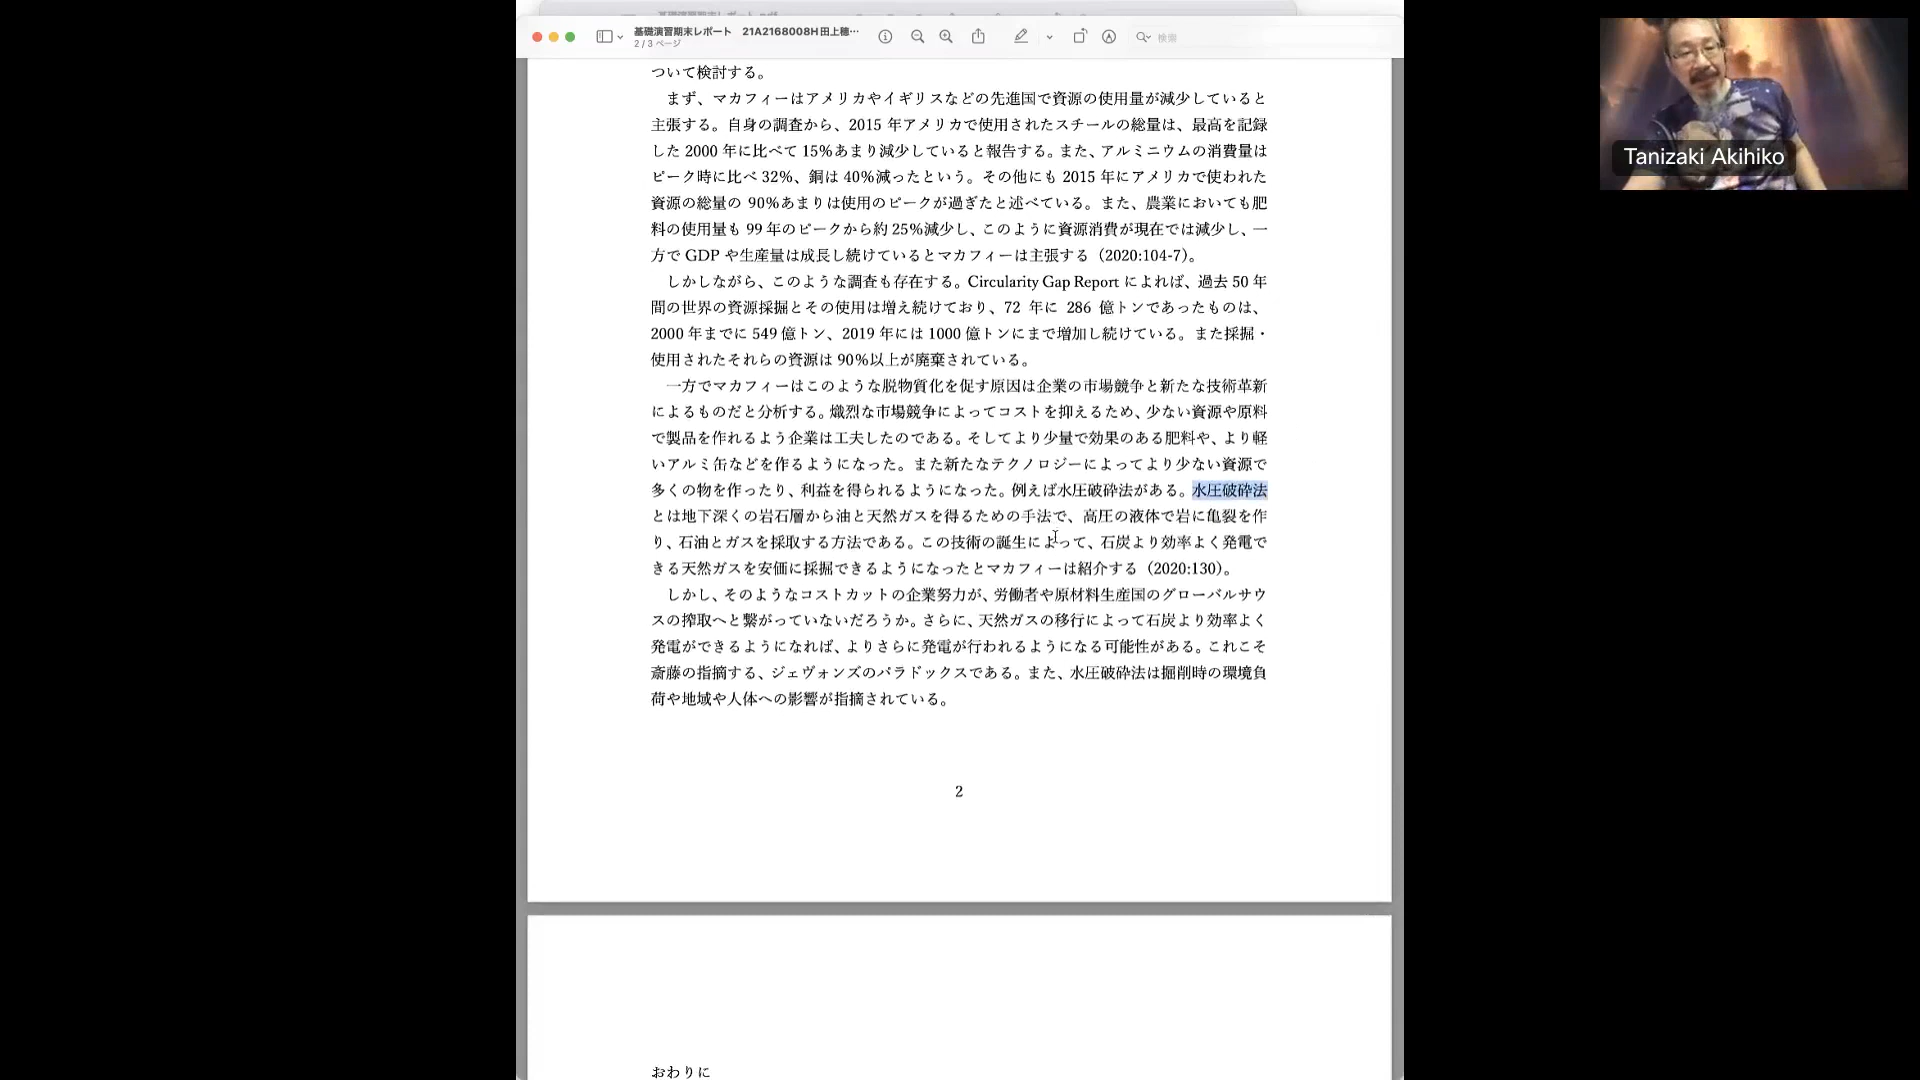 基礎演習期末レポート　21A2168008H田上穂…
2 / 3 ページ
検索
ついて検討する。
まず、マカフィーはアメリカやイギリスなどの先進国で資源の使用量が減少していると
主張する。自身の調査から、2015 年アメリカで使用されたスチールの総量は、最高を記録
した 2000 年に比べて 15％あまり減少していると報告する。また、アルミニウムの消費量は
ピーク時に比べ 32％、銅は 40％減ったという。その他にも 2015 年にアメリカで使われた
資源の総量の 90％あまりは使用のピークが過ぎたと述べている。また、農業においても肥
料の使用量も 99 年のピークから約 25％減少し、このように資源消費が現在では減少し、一
方で GDP や生産量は成長し続けているとマカフィーは主張する（2020:104-7）。
しかしながら、このような調査も存在する。Circularity Gap Report によれば、過去 50 年
間の世界の資源採掘とその使用は増え続けており、72 年に 286 億トンであったものは、
2000 年までに 549 億トン、2019 年には 1000 億トンにまで増加し続けている。また採掘・
使用されたそれらの資源は 90％以上が廃棄されている。
一方でマカフィーはこのような脱物質化を促す原因は企業の市場競争と新たな技術革新
によるものだと分析する。熾烈な市場競争によってコストを抑えるため、少ない資源や原料
で製品を作れるよう企業は工夫したのである。そしてより少量で効果のある肥料や、より軽
いアルミ缶などを作るようになった。また新たなテクノロジーによってより少ない資源で
多くの物を作ったり、利益を得られるようになった。例えば水圧破砕法がある。水圧破砕法
とは地下深くの岩石層から油と天然ガスを得るための手法で、高圧の液体で岩に亀裂を作
り、石油とガスを採取する方法である。この技術の誕生によって、石炭より効率よく発電で
きる天然ガスを安価に採掘できるようになったとマカフィーは紹介する（2020:130）。
しかし、そのようなコストカットの企業努力が、労働者や原材料生産国のグローバルサウ
スの搾取へと繋がっていないだろうか。さらに、天然ガスの移行によって石炭より効率よく
発電ができるようになれば、よりさらに発電が行われるようになる可能性がある。これこそ
斎藤の指摘する、ジェヴォンズのパラドックスである。また、水圧破砕法は掘削時の環境負
荷や地域や人体への影響が指摘されている。
2
おわりに
Tanizaki Akihiko